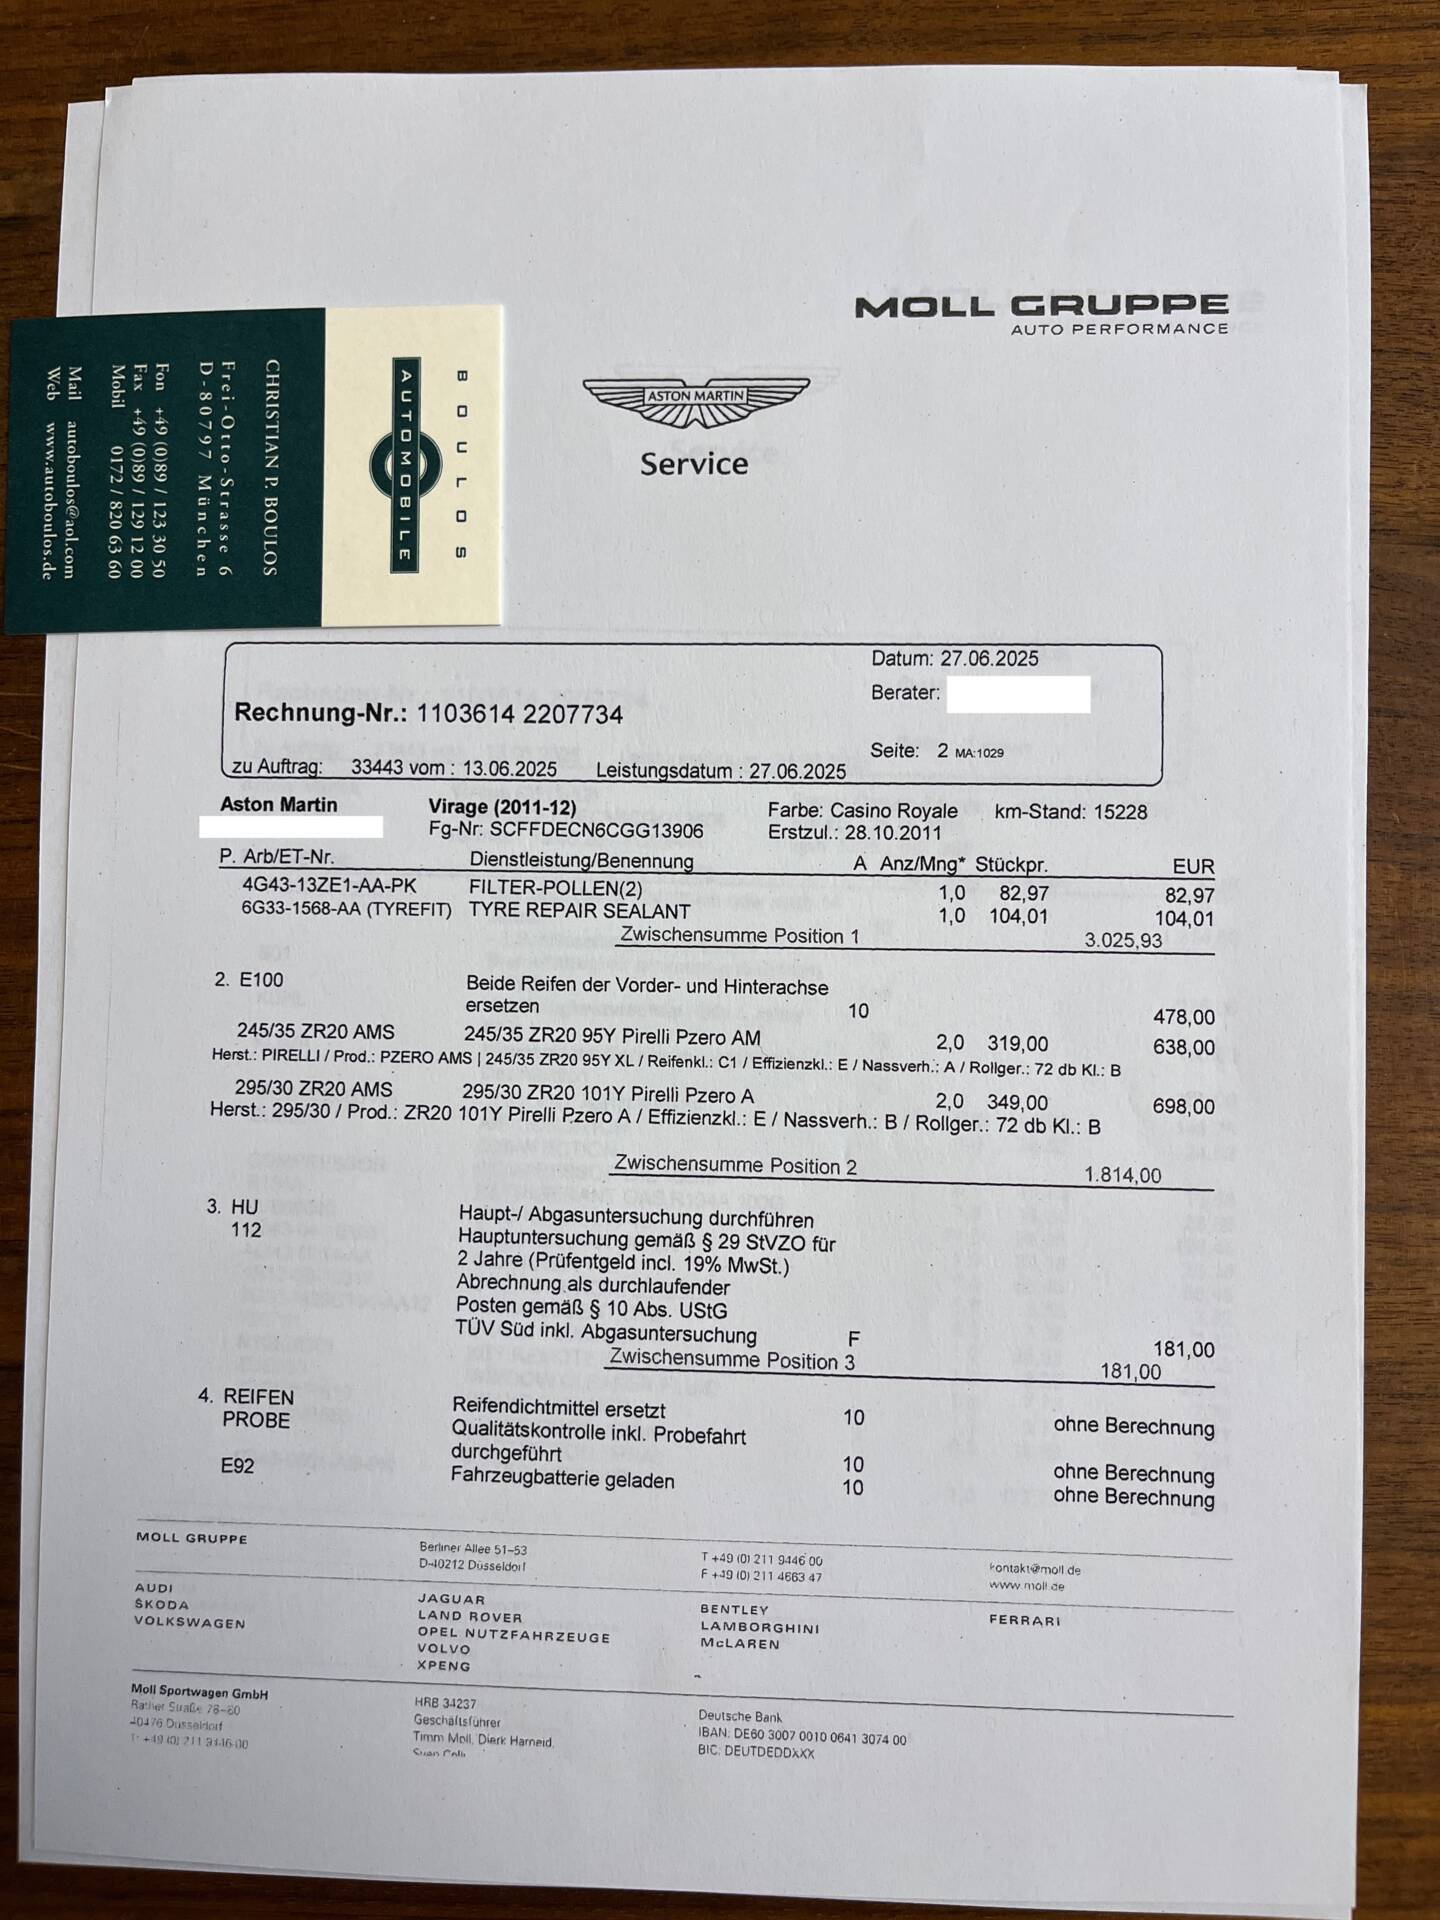 MOLL GRUPPE
AUTO PERFORMANCE
ASTON MARTIN
Service
BOULOS
AUTOMOBILE
CHRISTIAN P. BOULOS
Frei-Otto-Strasse 6
D-80797 München
Fon +49 (0)89 / 123 30 50
Fax +49 (0)89 / 129 12 00
Mobil 0172 / 820 63 60
Mail autoboulos@aol.com
Web www.autoboulos.de
Datum: 27.06.2025
Berater:
Rechnung-Nr.: 1103614 2207734
Seite: 2 MA:1029
zu Auftrag: 33443 vom : 13.06.2025 Leistungsdatum : 27.06.2025
Aston Martin Virage (2011-12) Farbe: Casino Royale km-Stand: 15228
Fg-Nr: SCFFDECN6CGG13906 Erstzul.: 28.10.2011
P. Arb/ET-Nr. Dienstleistung/Benennung A Anz/Mng* Stückpr. EUR
4G43-13ZE1-AA-PK FILTER-POLLEN(2) 1,0 82,97 82,97
6G33-1568-AA (TYREFIT) TYRE REPAIR SEALANT 1,0 104,01 104,01
Zwischensumme Position 1 3.025,93
2. E100 Beide Reifen der Vorder- und Hinterachse
ersetzen 10 478,00
245/35 ZR20 AMS 245/35 ZR20 95Y Pirelli Pzero AM 2,0 319,00 638,00
Herst.: PIRELLI / Prod.: PZERO AMS | 245/35 ZR20 95Y XL / Reifenkl.: C1 / Effizienzkl.: E / Nassverh.: A / Rollger.: 72 db Kl.: B
295/30 ZR20 AMS 295/30 ZR20 101Y Pirelli Pzero A 2,0 349,00 698,00
Herst.: 295/30 / Prod.: ZR20 101Y Pirelli Pzero A / Effizienzkl.: E / Nassverh.: B / Rollger.: 72 db Kl.: B
Zwischensumme Position 2 1.814,00
3. HU Haupt-/ Abgasuntersuchung durchführen
112 Hauptuntersuchung gemäß § 29 StVZO für
2 Jahre (Prüfentgeld incl. 19% MwSt.)
Abrechnung als durchlaufender
Posten gemäß § 10 Abs. UStG
TÜV Süd inkl. Abgasuntersuchung F 181,00
Zwischensumme Position 3 181,00
4. REIFEN Reifendichtmittel ersetzt 10 ohne Berechnung
PROBE Qualitätskontrolle inkl. Probefahrt
durchgeführt 10 ohne Berechnung
E92 Fahrzeugbatterie geladen 10 ohne Berechnung
MOLL GRUPPE
Berliner Allee 51–53
D-40212 Düsseldorf
T +49 (0) 211 9446 00
F +49 (0) 211 4663 47
kontakt@moll.de
www.moll.de
AUDI
ŠKODA
VOLKSWAGEN
JAGUAR
LAND ROVER
OPEL NUTZFAHRZEUGE
VOLVO
XPENG
BENTLEY
LAMBORGHINI
McLAREN
FERRARI
Moll Sportwagen GmbH
Rather Straße 78–80
40476 Düsseldorf
T: +49 (0) 211 9446-00
HRB 34237
Geschäftsführer
Timm Moll, Dierk Harneid,
Deutsche Bank
IBAN: DE60 3007 0010 0641 3074 00
BIC: DEUTDEDDXXX